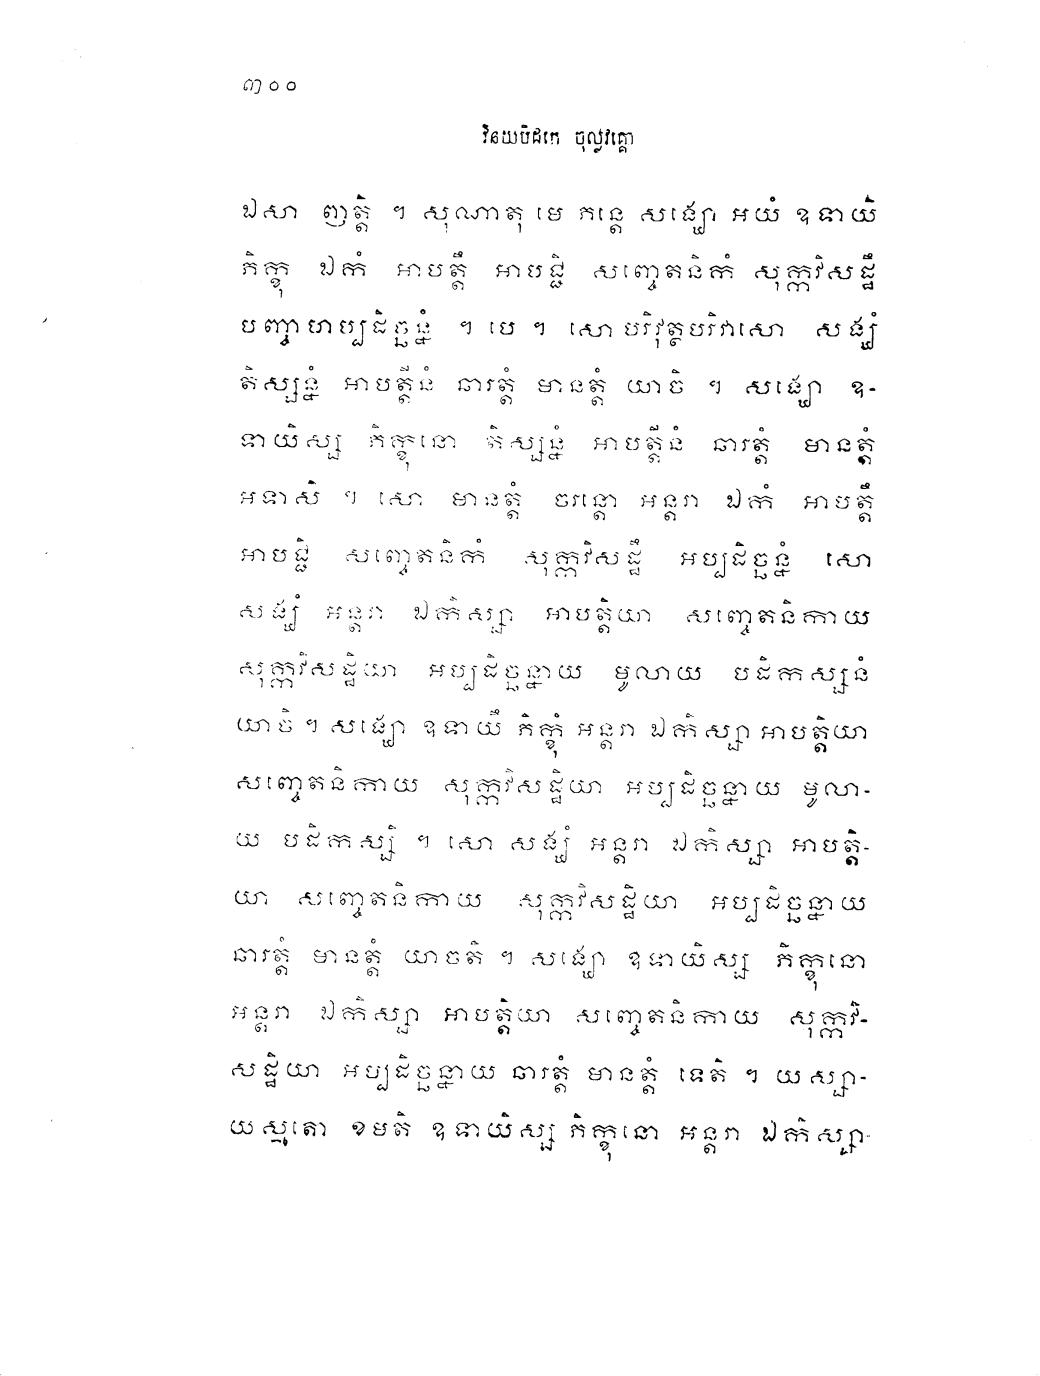 ៣០០
វិនយបិដកេ ចុល្លវគ្គោ
ឯសា ញត្តិ ។ សុណាតុ មេ ភន្តេ សង្ឃោ អយំ ឧទាយិ
ភិក្ខុ ឯកំ អាបត្តឹ អាបជ្ជិ សញ្ចេតនិកំ សុក្កវិសដ្ឋឹ
បញ្ចាហប្បដិច្ឆន្នំ ។ បេ ។ សោ បរិវុត្ថបរិវាសោ សង្ឃំ
តិស្សន្នំ អាបត្តីនំ ឆារត្តំ មានត្តំ យាចិ ។ សង្ឃោ ឧ-
ទាយិស្ស ភិក្ខុនោ តិស្សន្នំ អាបត្តីនំ ឆារត្តំ មានត្តំ
អទាសិ ។ សោ មានត្តំ ចរន្តោ អន្តរា ឯកំ អាបត្តឹ
អាបជ្ជិ សញ្ចេតនិកំ សុក្កវិសដ្ឋឹ អប្បដិច្ឆន្នំ សោ
សង្ឃំ អន្តរា ឯកិស្សា អាបត្តិយា សញ្ចេតនិកាយ
សុក្កវិសដ្ឋិយា អប្បដិច្ឆន្នាយ មូលាយ បដិកស្សនំ
យាចិ ។ សង្ឃោ ឧទាយឹ ភិក្ខុំ អន្តរា ឯកិស្សា អាបត្តិយា
សញ្ចេតនិកាយ សុក្កវិសដ្ឋិយា អប្បដិច្ឆន្នាយ មូលា-
យ បដិកស្សិ ។ សោ សង្ឃំ អន្តរា ឯកិស្សា អាបត្តិ-
យា សញ្ចេតនិកាយ សុក្កវិសដ្ឋិយា អប្បដិច្ឆន្នាយ
ឆារត្តំ មានត្តំ យាចតិ ។ សង្ឃោ ឧទាយិស្ស ភិក្ខុនោ
អន្តរា ឯកិស្សា អាបត្តិយា សញ្ចេតនិកាយ សុក្កវិ-
សដ្ឋិយា អប្បដិច្ឆន្នាយ ឆារត្តំ មានត្តំ ទេតិ ។ យស្សា-
យស្មតោ ខមតិ ឧទាយិស្ស ភិក្ខុនោ អន្តរា ឯកិស្សា-